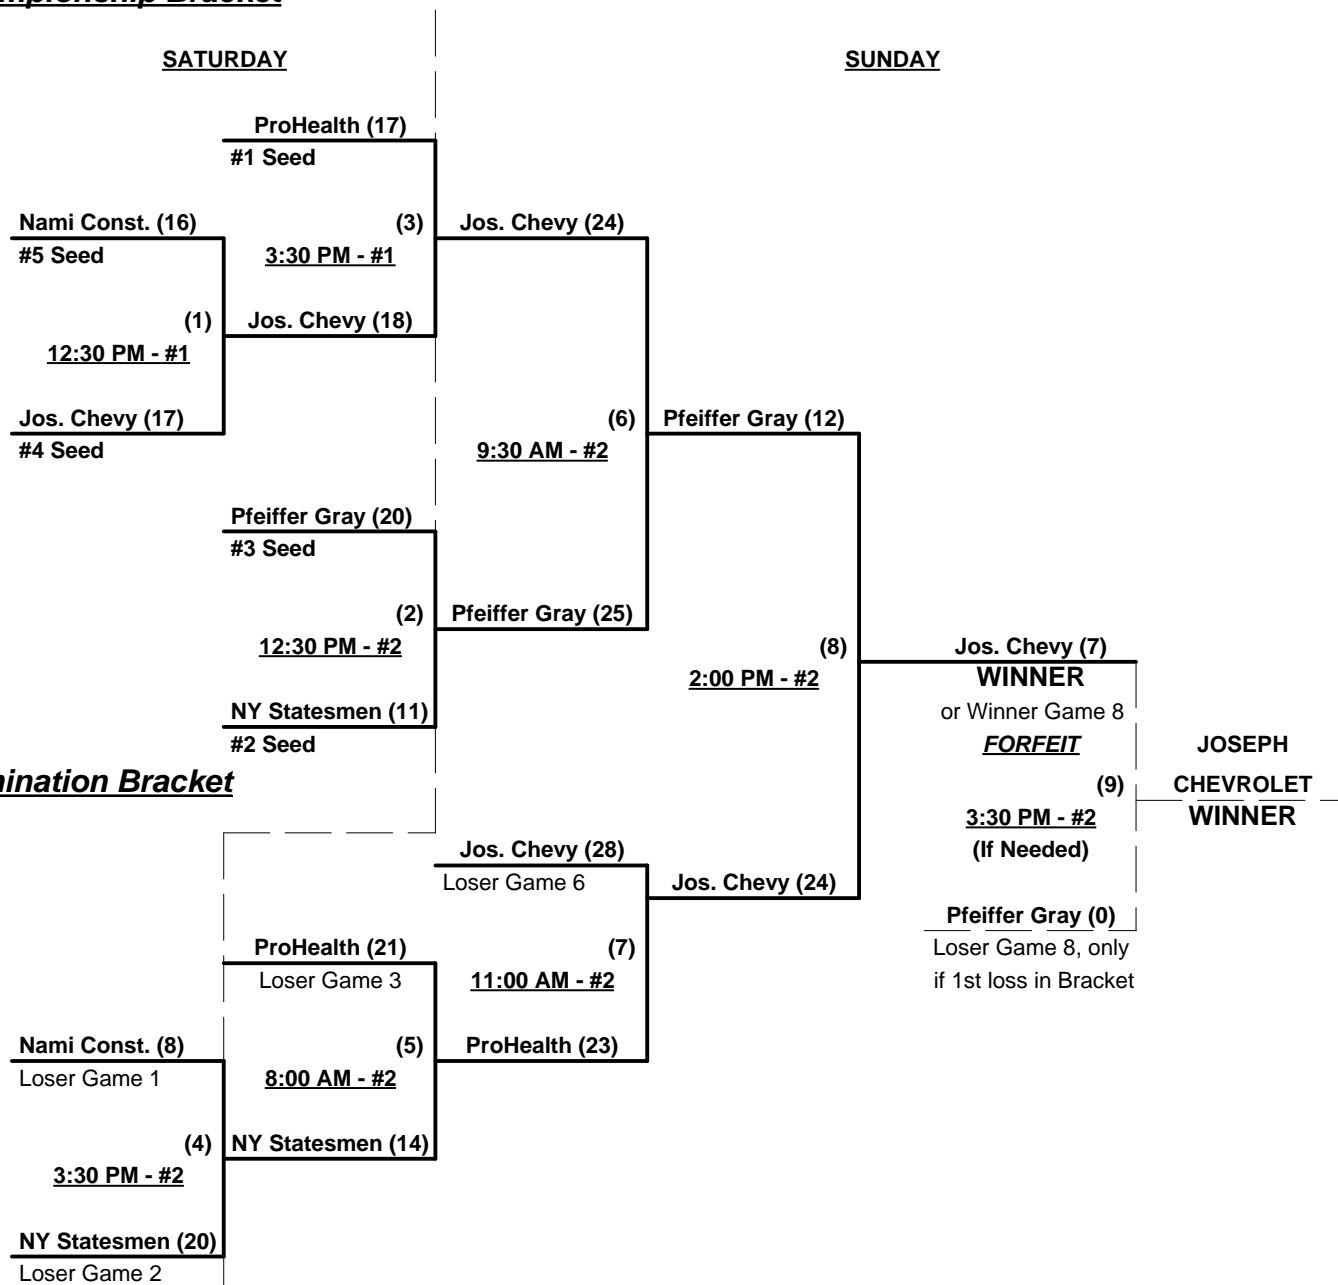 SATURDAY
SUNDAY
ProHealth (17)
#1 Seed
Nami Const. (16)
(3)
Jos. Chevy (24)
#5 Seed
3:30 PM - #1
(1)
Jos. Chevy (18)
12:30 PM - #1
Jos. Chevy (17)
(6)
Pfeiffer Gray (12)
#4 Seed
9:30 AM - #2
Pfeiffer Gray (20)
#3 Seed
(2)
Pfeiffer Gray (25)
12:30 PM - #2
(8)
Jos. Chevy (7)
2:00 PM - #2
WINNER
NY Statesmen (11)
or Winner Game 8
#2 Seed
FORFEIT
JOSEPH
Bracket
(9)
CHEVROLET
3:30 PM - #2
WINNER
(If Needed)
Jos. Chevy (28)
Loser Game 6
Jos. Chevy (24)
Pfeiffer Gray (0)
ProHealth (21)
(7)
Loser Game 8, only
Loser Game 3
11:00 AM - #2
if 1st loss in Bracket
Nami Const. (8)
(5)
ProHealth (23)
Loser Game 1
8:00 AM - #2
(4)
NY Statesmen (14)
3:30 PM - #2
NY Statesmen (20)
Loser Game 2